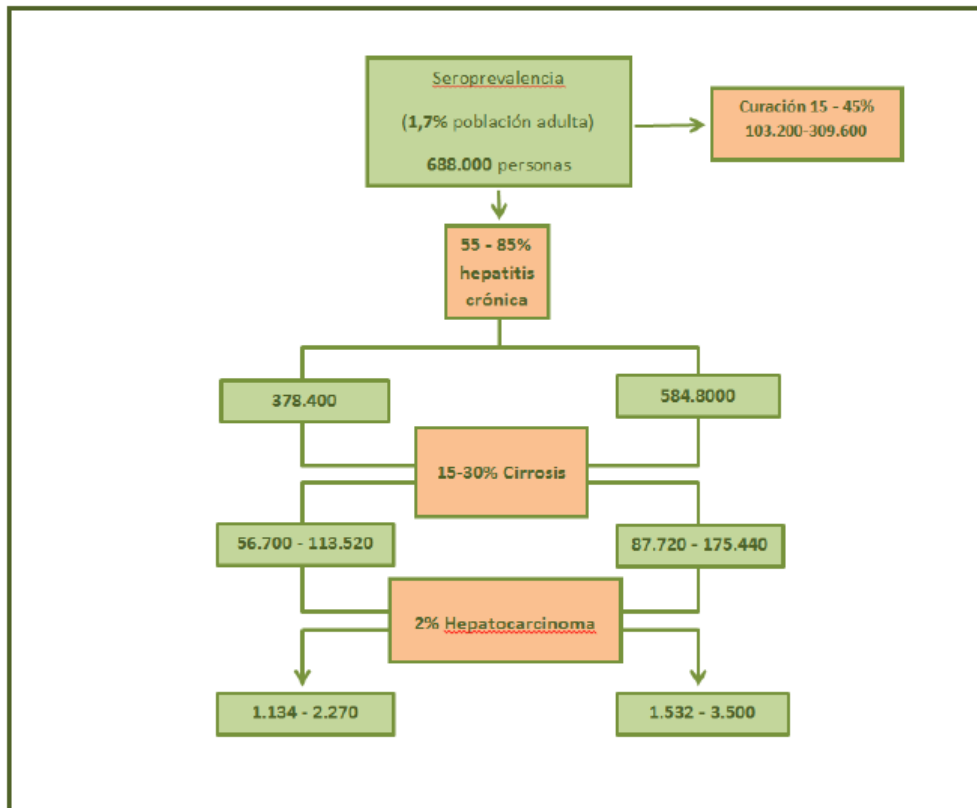 Seroprevalencia
(1,7% población adulta)
688.000 personas
Curación 15 - 45%
103.200-309.600
55 - 85%
hepatitis
crónica
378.400
584.8000
15-30% Cirrosis
56.700 - 113.520
87.720 - 175.440
2% Hepatocarcinoma
1.134 - 2.270
1.532 - 3.500